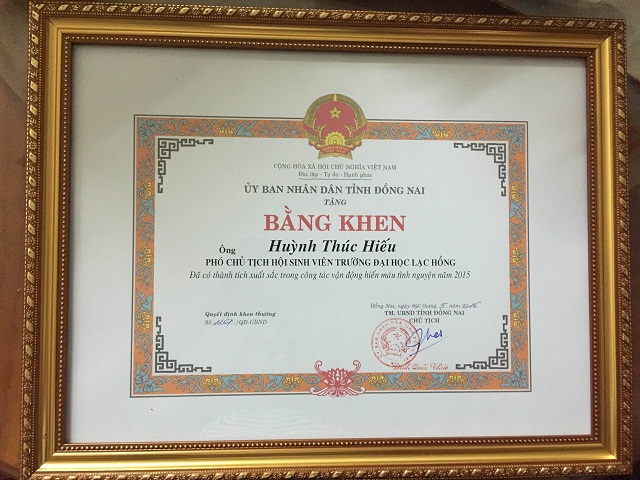 CỘNG HÒA XÃ HỘI CHỦ NGHĨA VIỆT NAM
Độc lập - Tự do - Hạnh phúc
ỦY BAN NHÂN DÂN TỈNH ĐỒNG NAI
TẶNG
BẰNG KHEN
Ông Huỳnh Thúc Hiếu
PHÓ CHỦ TỊCH HỘI SINH VIÊN TRƯỜNG ĐẠI HỌC LẠC HỒNG
Đã có thành tích xuất sắc trong công tác vận động hiến máu tình nguyện năm 2015
Đồng Nai, ngày tháng năm
Quyết định khen thưởng
Số /QĐ-UBND
TM. UBND TỈNH ĐỒNG NAI
CHỦ TỊCH